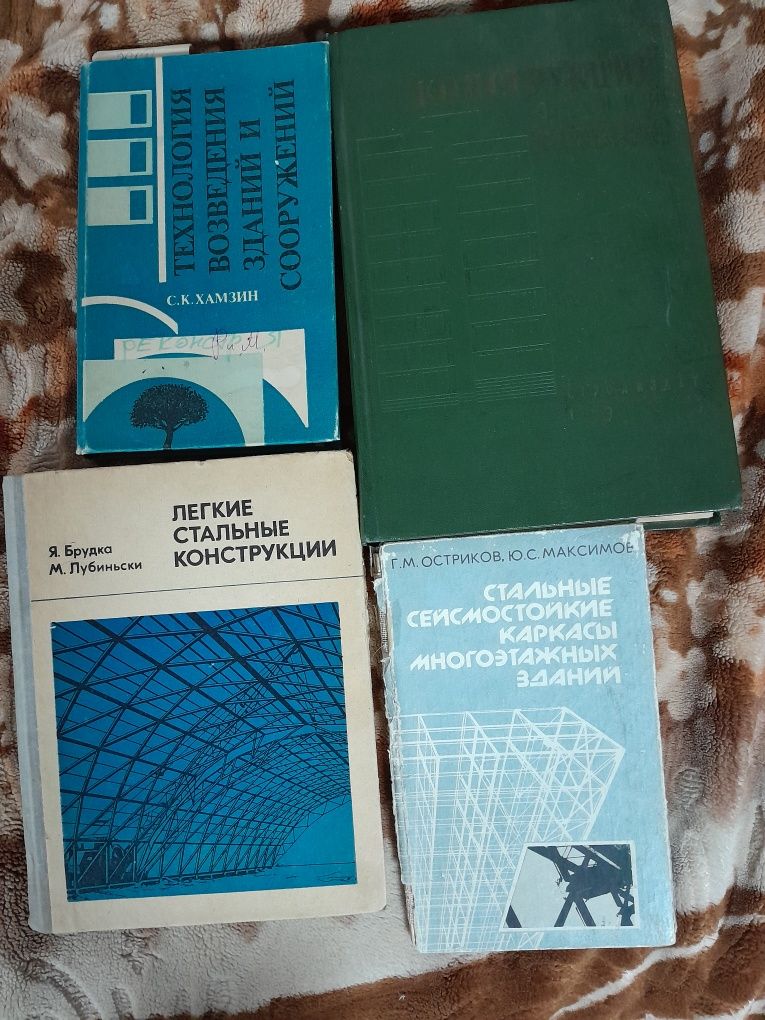 ТЕХНОЛОГИЯ
ВОЗВЕДЕНИЯ
ЗДАНИЙ И
СООРУЖЕНИЙ
С.К. ХАМЗИН
Я. Брудка
М. Лубиньски
ЛЕГКИЕ
СТАЛЬНЫЕ
КОНСТРУКЦИИ
Г.М. ОСТРИКОВ, Ю.С. МАКСИМОВ
СТАЛЬНЫЕ
СЕЙСМОСТОЙКИЕ
КАРКАСЫ
МНОГОЭТАЖНЫХ
ЗДАНИЙ